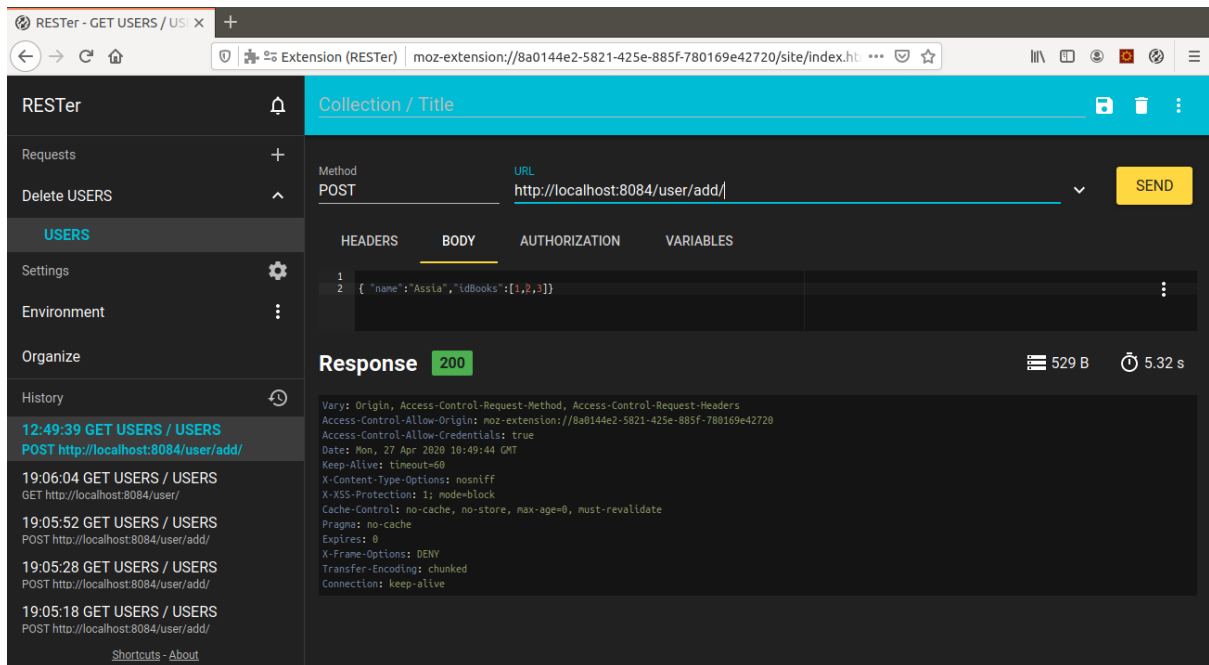 RESTer - GET USERS / US
Extension (RESTer) moz-extension://8a0144e2-5821-425e-885f-780169e42720/site/index.ht
RESTer
Collection / Title
Requests
Delete USERS
USERS
Settings
Environment
Organize
History
12:49:39 GET USERS / USERS
POST http://localhost:8084/user/add/
19:06:04 GET USERS / USERS
GET http://localhost:8084/user/
19:05:52 GET USERS / USERS
POST http://localhost:8084/user/add/
19:05:28 GET USERS / USERS
POST http://localhost:8084/user/add/
19:05:18 GET USERS / USERS
POST http://localhost:8084/user/add/
Shortcuts - About
Method URL
POST http://localhost:8084/user/add/ SEND
HEADERS BODY AUTHORIZATION VARIABLES
1
2 { "name":"Assia","idBooks":[1,2,3]}
Response 200 529 B 5.32 s
Vary: Origin, Access-Control-Request-Method, Access-Control-Request-Headers
Access-Control-Allow-Origin: moz-extension://8a0144e2-5821-425e-885f-780169e42720
Access-Control-Allow-Credentials: true
Date: Mon, 27 Apr 2020 10:49:44 GMT
Keep-Alive: timeout=60
X-Content-Type-Options: nosniff
X-XSS-Protection: 1; mode=block
Cache-Control: no-cache, no-store, max-age=0, must-revalidate
Pragma: no-cache
Expires: 0
X-Frame-Options: DENY
Transfer-Encoding: chunked
Connection: keep-alive